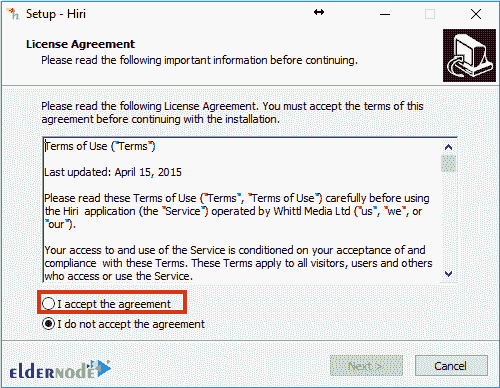 Setup - Hiri
License Agreement
Please read the following important information before continuing.
Please read the following License Agreement. You must accept the terms of this
agreement before continuing with the installation.
Terms of Use ("Terms")
Last updated: April 15, 2015
Please read these Terms of Use ("Terms", "Terms of Use") carefully before using
the Hiri application (the "Service") operated by Whittl Media Ltd ("us", "we", or
"our").
Your access to and use of the Service is conditioned on your acceptance of and
compliance with these Terms. These Terms apply to all visitors, users and others
who access or use the Service.
I accept the agreement
I do not accept the agreement
eldernode
Next >
Cancel